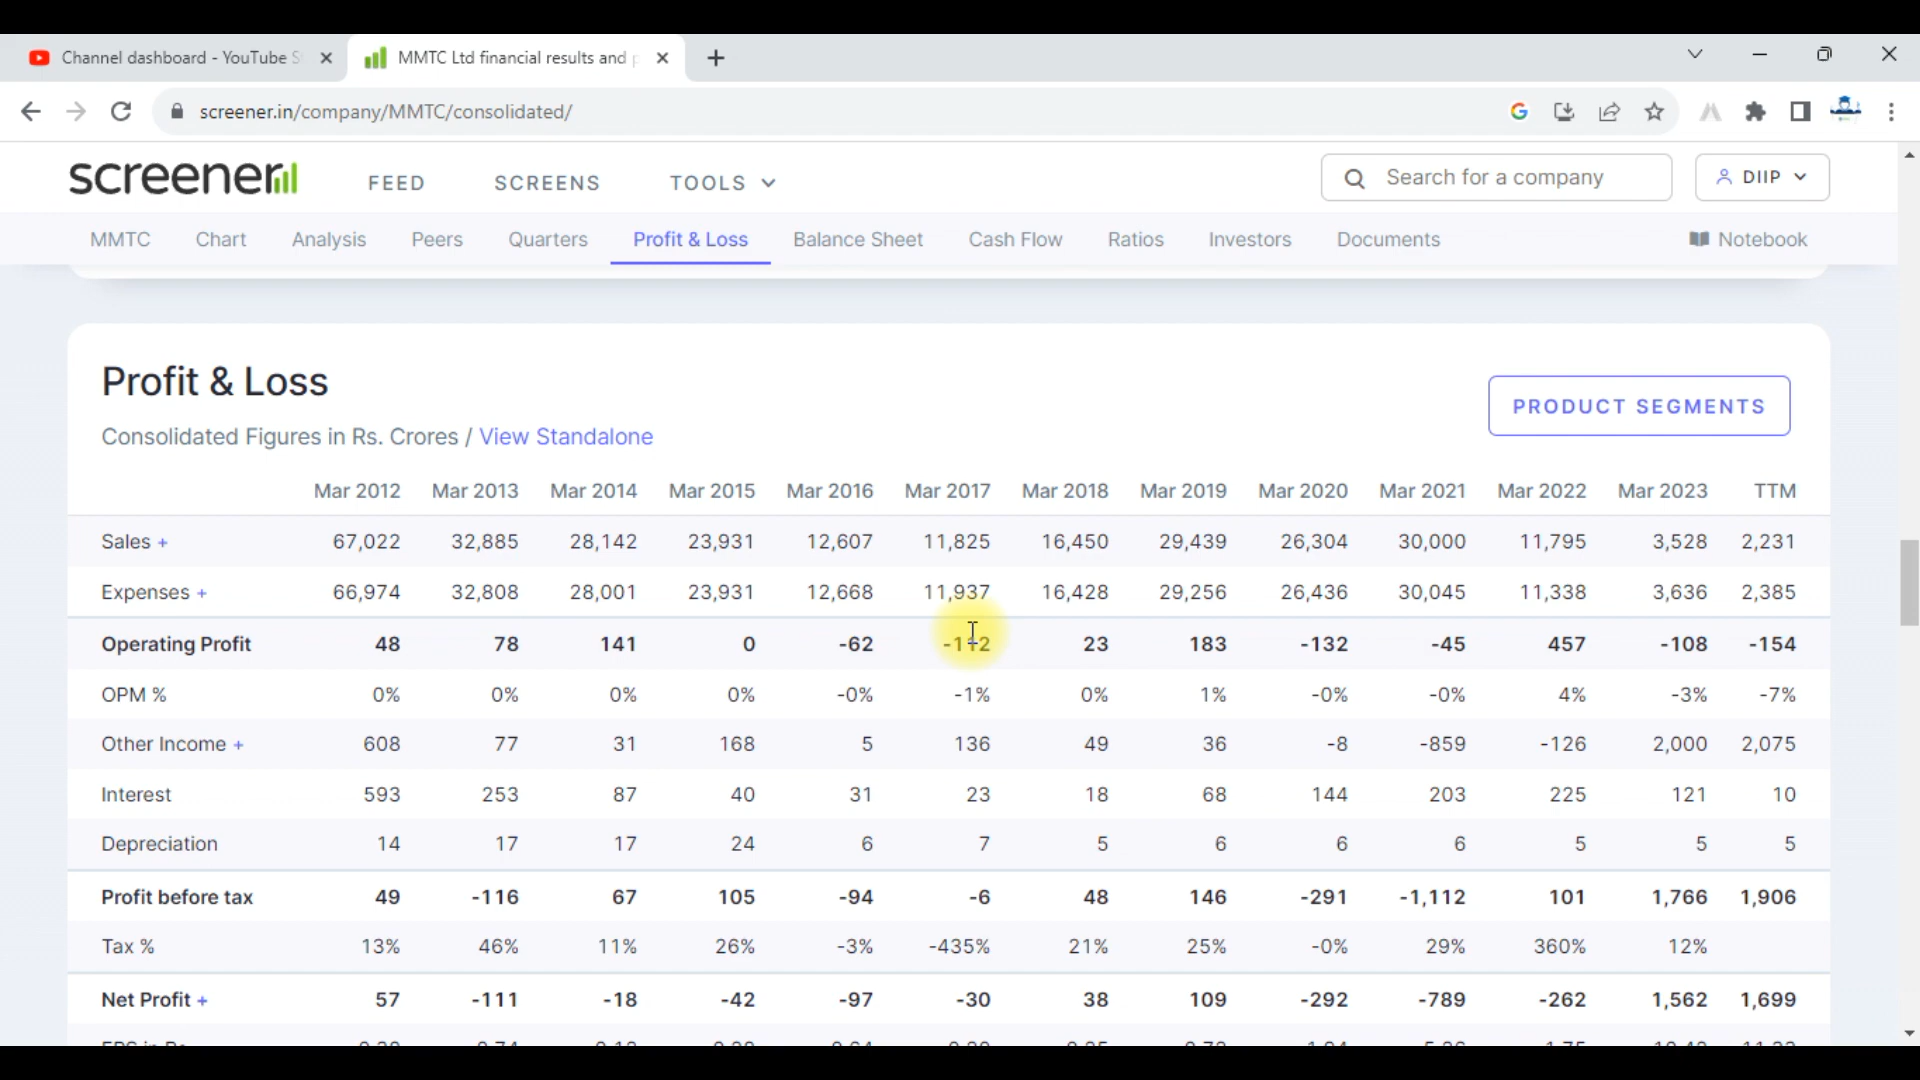 Channel dashboard - YouTube S
MMTC Ltd financial results and p
screener.in/company/MMTC/consolidated/
screener
FEED SCREENS TOOLS
Search for a company
DIIP
MMTC Chart Analysis Peers Quarters Profit & Loss Balance Sheet Cash Flow Ratios Investors Documents Notebook
Profit & Loss
PRODUCT SEGMENTS
Consolidated Figures in Rs. Crores / View Standalone
Mar 2012 Mar 2013 Mar 2014 Mar 2015 Mar 2016 Mar 2017 Mar 2018 Mar 2019 Mar 2020 Mar 2021 Mar 2022 Mar 2023 TTM
Sales + 67,022 32,885 28,142 23,931 12,607 11,825 16,450 29,439 26,304 30,000 11,795 3,528 2,231
Expenses + 66,974 32,808 28,001 23,931 12,668 11,937 16,428 29,256 26,436 30,045 11,338 3,636 2,385
Operating Profit 48 78 141 0 -62 -112 23 183 -132 -45 457 -108 -154
OPM % 0% 0% 0% 0% -0% -1% 0% 1% -0% -0% 4% -3% -7%
Other Income + 608 77 31 168 5 136 49 36 -8 -859 -126 2,000 2,075
Interest 593 253 87 40 31 23 18 68 144 203 225 121 10
Depreciation 14 17 17 24 6 7 5 6 6 6 5 5 5
Profit before tax 49 -116 67 105 -94 -6 48 146 -291 -1,112 101 1,766 1,906
Tax % 13% 46% 11% 26% -3% -435% 21% 25% -0% 29% 360% 12%
Net Profit + 57 -111 -18 -42 -97 -30 38 109 -292 -789 -262 1,562 1,699